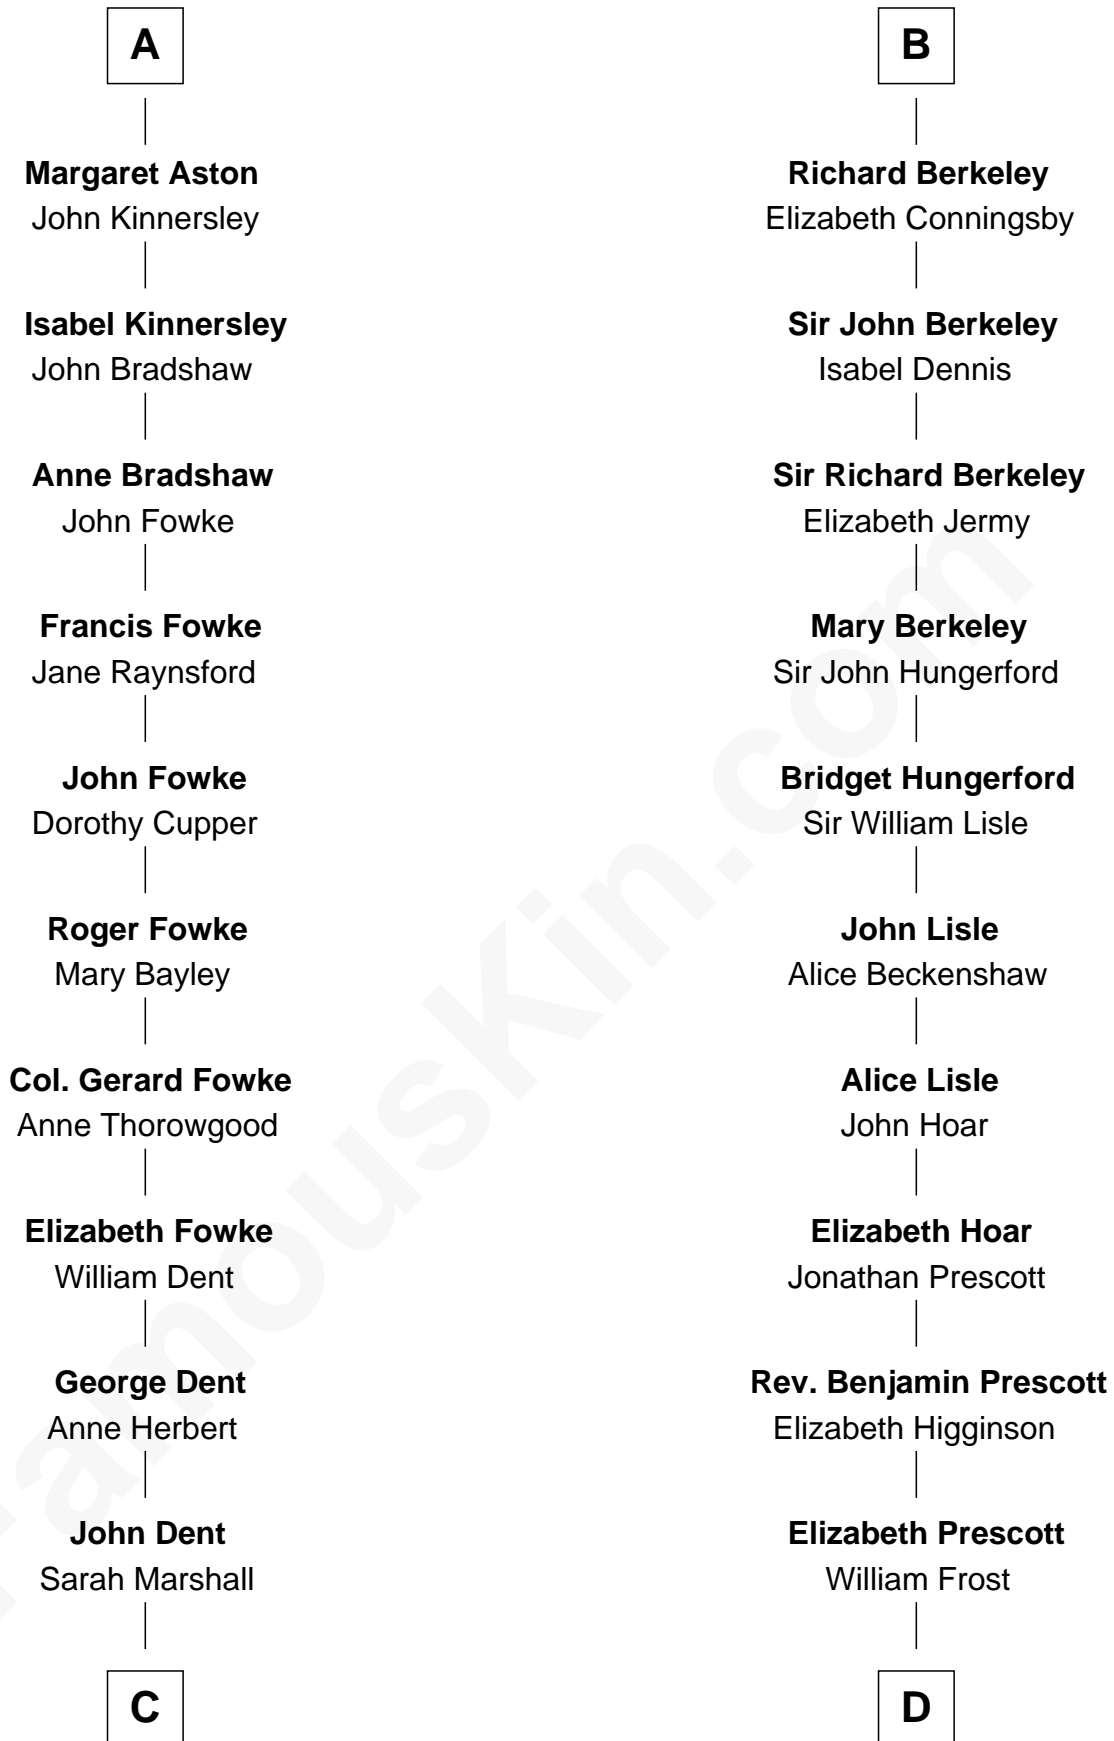 A
Margaret Aston
John Kinnersley
Isabel Kinnersley
John Bradshaw
Anne Bradshaw
John Fowke
Francis Fowke
Jane Raynsford
John Fowke
Dorothy Cupper
Roger Fowke
Mary Bayley
Col. Gerard Fowke
Anne Thorowgood
Elizabeth Fowke
William Dent
George Dent
Anne Herbert
John Dent
Sarah Marshall
C
B
Richard Berkeley
Elizabeth Conningsby
Sir John Berkeley
Isabel Dennis
Sir Richard Berkeley
Elizabeth Jermy
Mary Berkeley
Sir John Hungerford
Bridget Hungerford
Sir William Lisle
John Lisle
Alice Beckenshaw
Alice Lisle
John Hoar
Elizabeth Hoar
Jonathan Prescott
Rev. Benjamin Prescott
Elizabeth Higginson
Elizabeth Prescott
William Frost
D
FamousKin.com